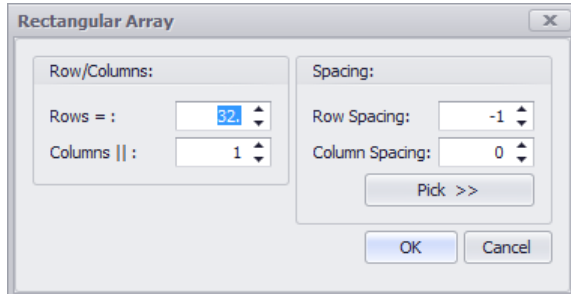 Rectangular Array
Row/Columns:
Rows = :
32.
Columns || :
1
Spacing:
Row Spacing:
-1
Column Spacing:
0
Pick >>
OK
Cancel